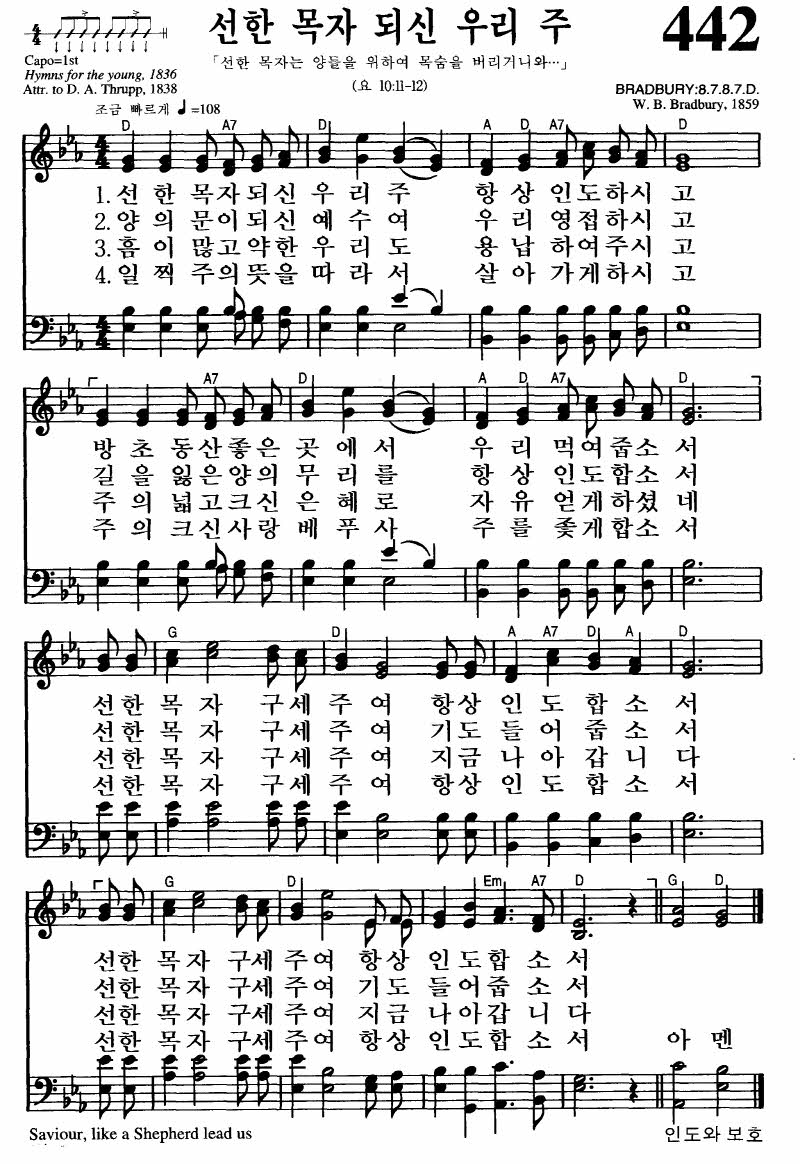 선한 목자 되신 우리 주
442
Capo=1st
Hymns for the young, 1836
Attr. to D. A. Thrupp, 1838
「선한 목자는 양들을 위하여 목숨을 버리거니와…」
(요 10:11-12)
BRADBURY:8.7.8.7.D.
W. B. Bradbury, 1859
조금 빠르게 ♩=108
D A7 D A D A7 D
1. 선 한 목자되신 우 리 주 항 상 인도하시 고
2. 양 의 문이되신 예 수 여 우 리 영접하시 고
3. 흠 이 많고약한 우 리 도 용 납 하여주시 고
4. 일 찍 주의뜻을 따 라 서 살 아 가게하시 고
A7 D A D A7 D
방 초 동산좋은 곳 에 서 우 리 먹여줍소 서
길 을 잃은양의 무 리 를 항 상 인도합소 서
주 의 넓고크신 은 혜 로 자 유 얻게하셨 네
주 의 크신사랑 베 푸 사 주 를 좇게합소 서
G D A A7 D A D
선한 목 자 구세 주 여 항상 인 도 합 소 서
선한 목 자 구세 주 여 기도 들 어 줍 소 서
선한 목 자 구세 주 여 지금 나 아 갑 니 다
선한 목 자 구세 주 여 항상 인 도 합 소 서
G D Em A7 D G D
선한 목 자 구세 주여 항상 인 도합 소 서
선한 목 자 구세 주여 기도 들 어줍 소 서
선한 목 자 구세 주여 지금 나 아갑 니 다
선한 목 자 구세 주여 항상 인 도합 소 서 아 멘
Saviour, like a Shepherd lead us
인도와 보호